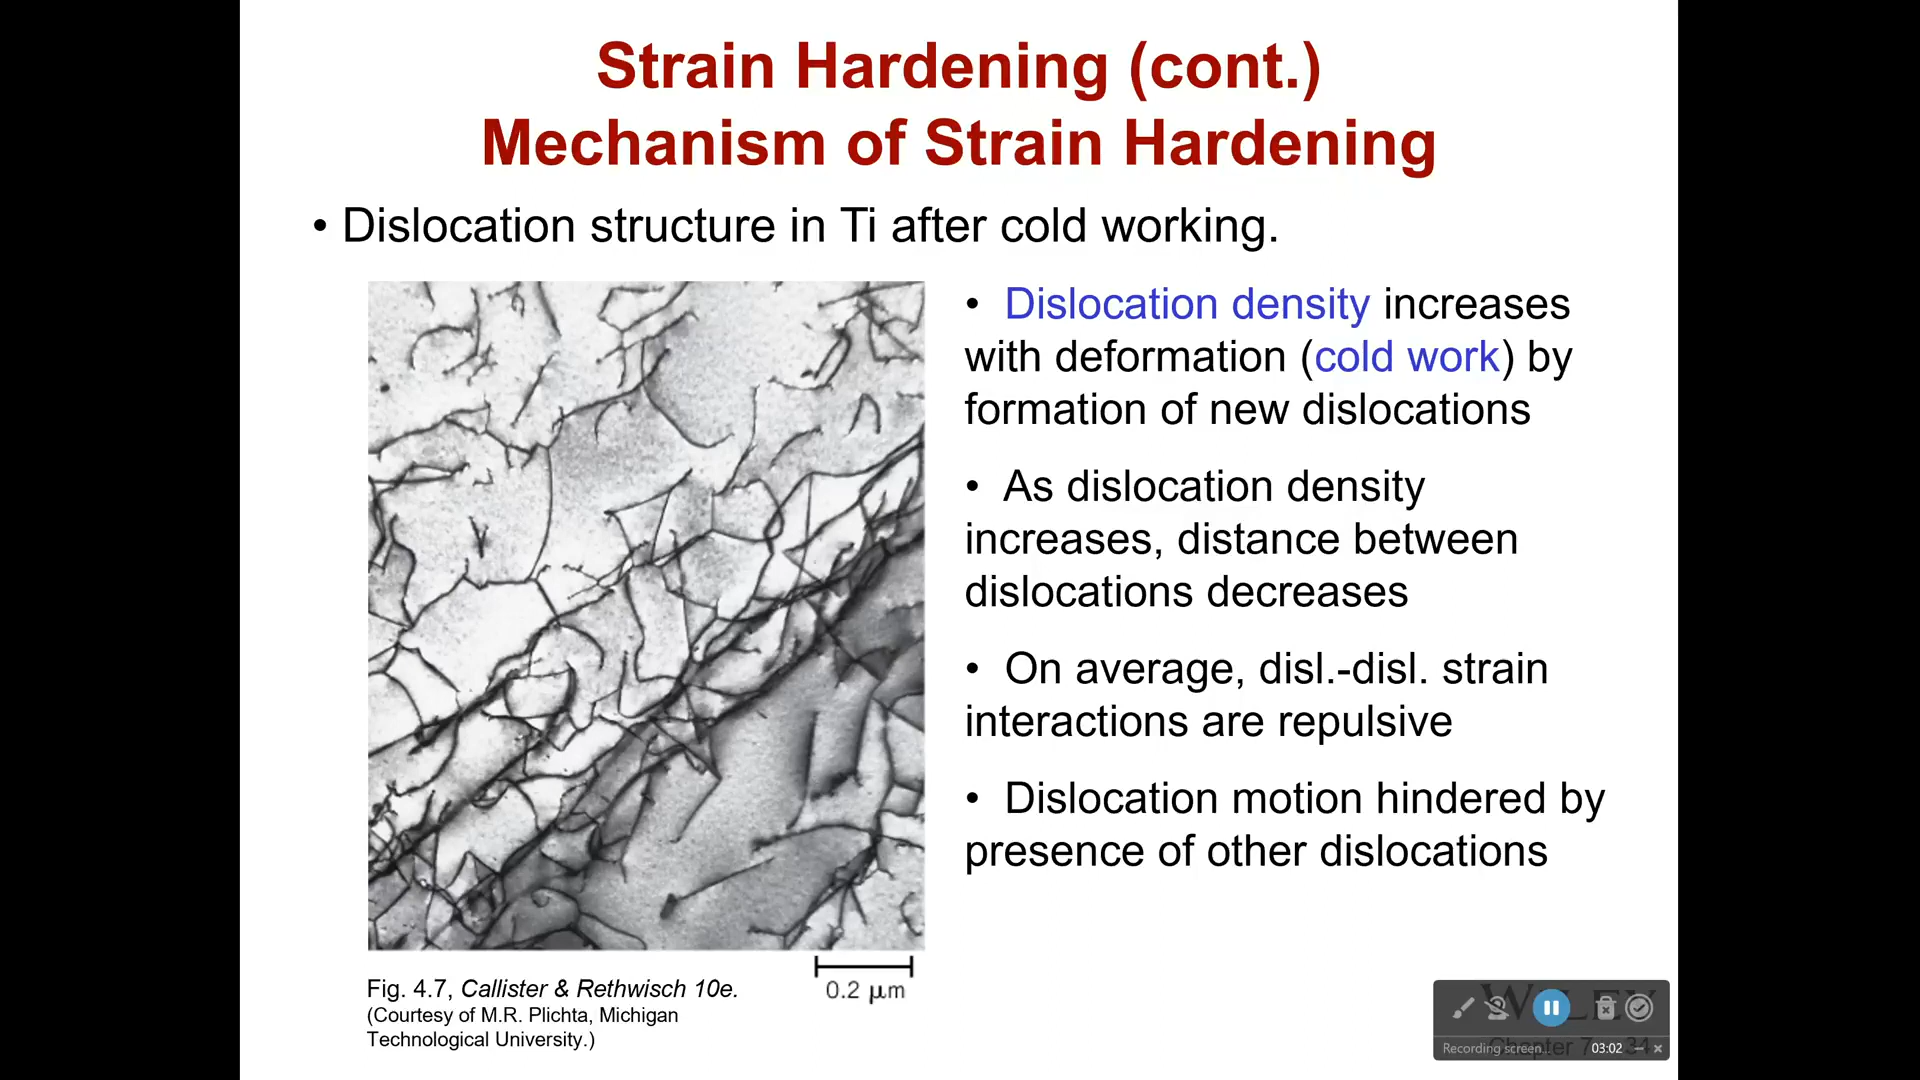 Strain Hardening (cont.)
Mechanism of Strain Hardening
• Dislocation structure in Ti after cold working.
• Dislocation density increases
with deformation (cold work) by
formation of new dislocations
• As dislocation density
increases, distance between
dislocations decreases
• On average, disl.-disl. strain
interactions are repulsive
• Dislocation motion hindered by
presence of other dislocations
0.2 μm
Fig. 4.7, Callister & Rethwisch 10e.
(Courtesy of M.R. Plichta, Michigan
Technological University.)
WILEY
Recording screen...
03:02
Chapter 7